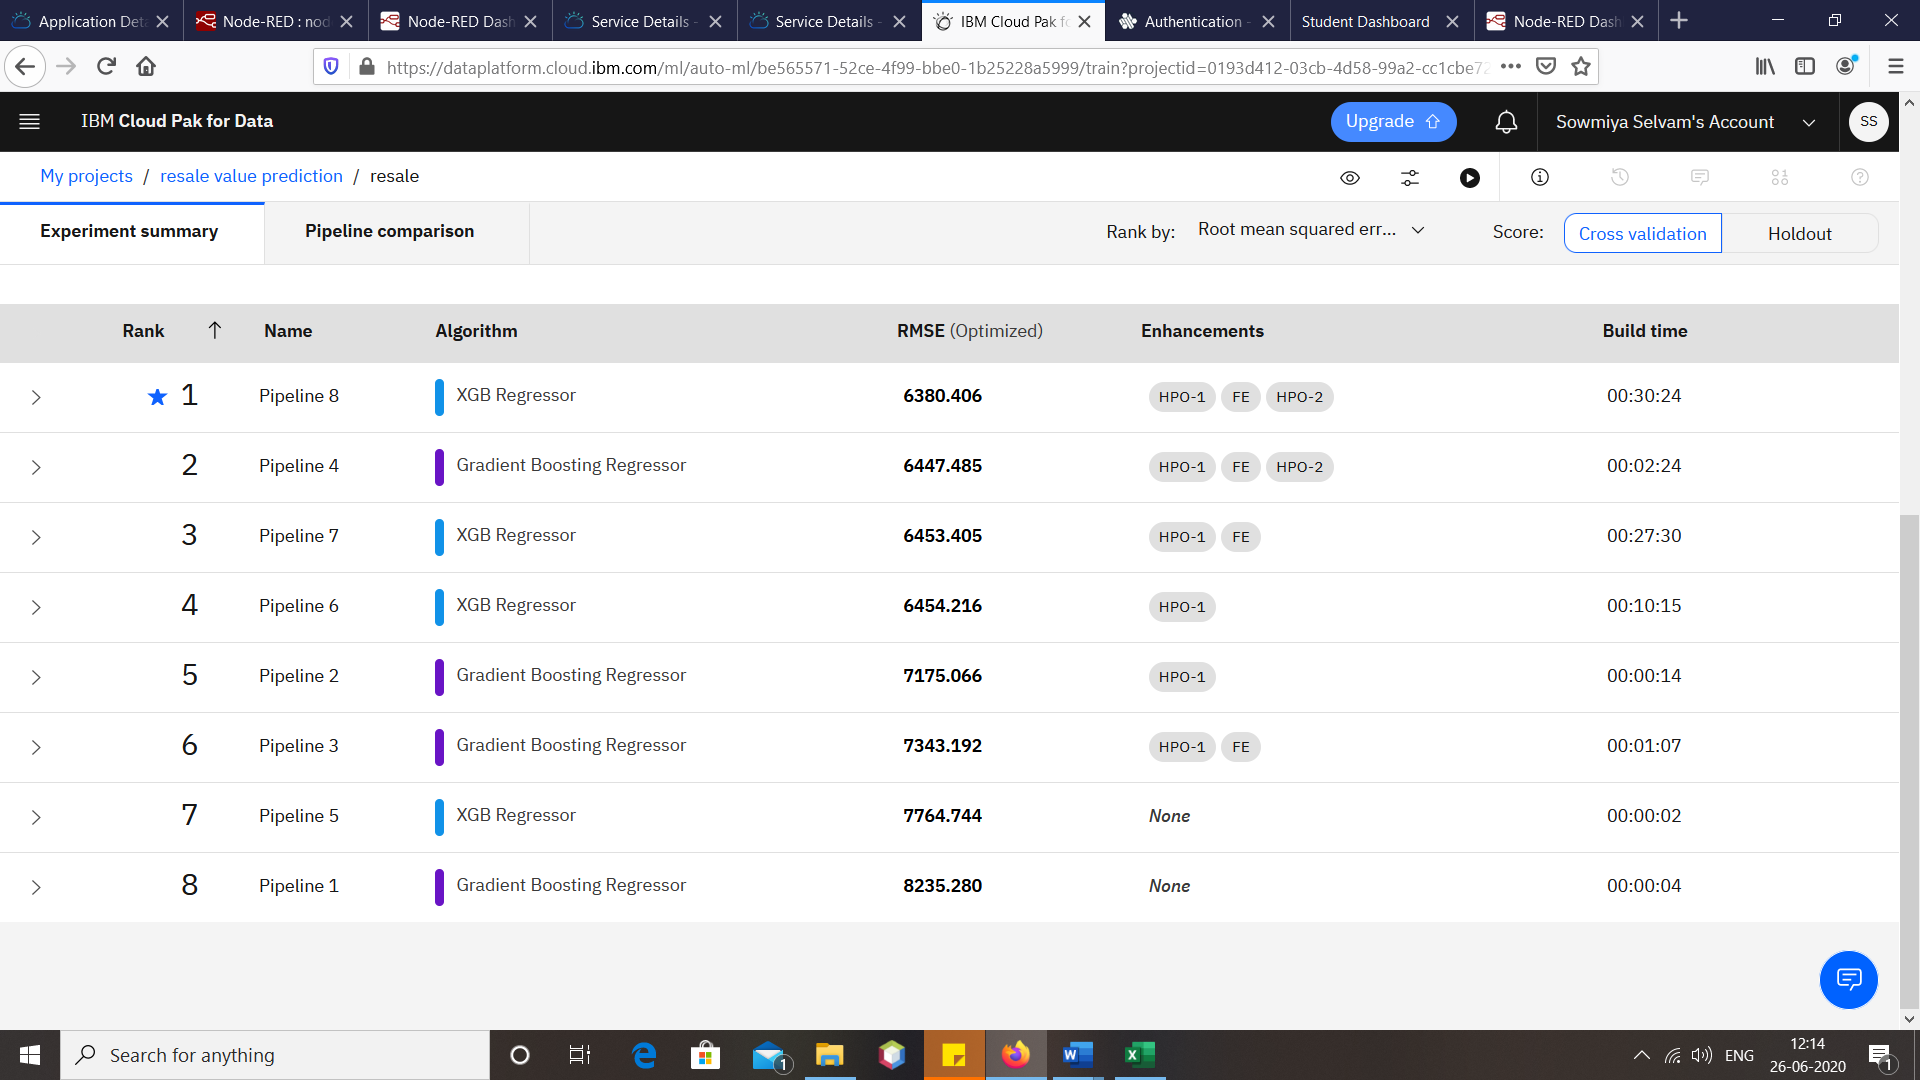 Application Det
Node-RED : nod
Node-RED Dash
Service Details -
Service Details -
IBM Cloud Pak f
Authentication -
Student Dashboard
Node-RED Dash
https://dataplatform.cloud.ibm.com/ml/auto-ml/be565571-52ce-4f99-bbe0-1b25228a5999/train?projectid=0193d412-03cb-4d58-99a2-cc1cbe72
IBM Cloud Pak for Data
Upgrade
Sowmiya Selvam's Account
SS
My projects / resale value prediction / resale
Experiment summary
Pipeline comparison
Rank by: Root mean squared err...
Score: Cross validation Holdout
Rank Name Algorithm RMSE (Optimized) Enhancements Build time
1 Pipeline 8 XGB Regressor 6380.406 HPO-1 FE HPO-2 00:30:24
2 Pipeline 4 Gradient Boosting Regressor 6447.485 HPO-1 FE HPO-2 00:02:24
3 Pipeline 7 XGB Regressor 6453.405 HPO-1 FE 00:27:30
4 Pipeline 6 XGB Regressor 6454.216 HPO-1 00:10:15
5 Pipeline 2 Gradient Boosting Regressor 7175.066 HPO-1 00:00:14
6 Pipeline 3 Gradient Boosting Regressor 7343.192 HPO-1 FE 00:01:07
7 Pipeline 5 XGB Regressor 7764.744 None 00:00:02
8 Pipeline 1 Gradient Boosting Regressor 8235.280 None 00:00:04
Search for anything
1
ENG
12:14
26-06-2020
1